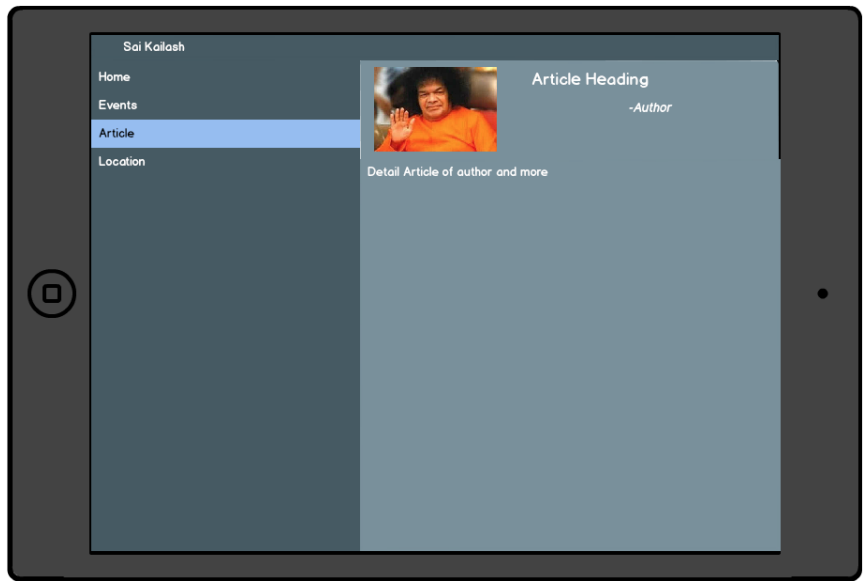 Sai Kailash
Home
Events
Article
Location
Article Heading
-Author
Detail Article of author and more